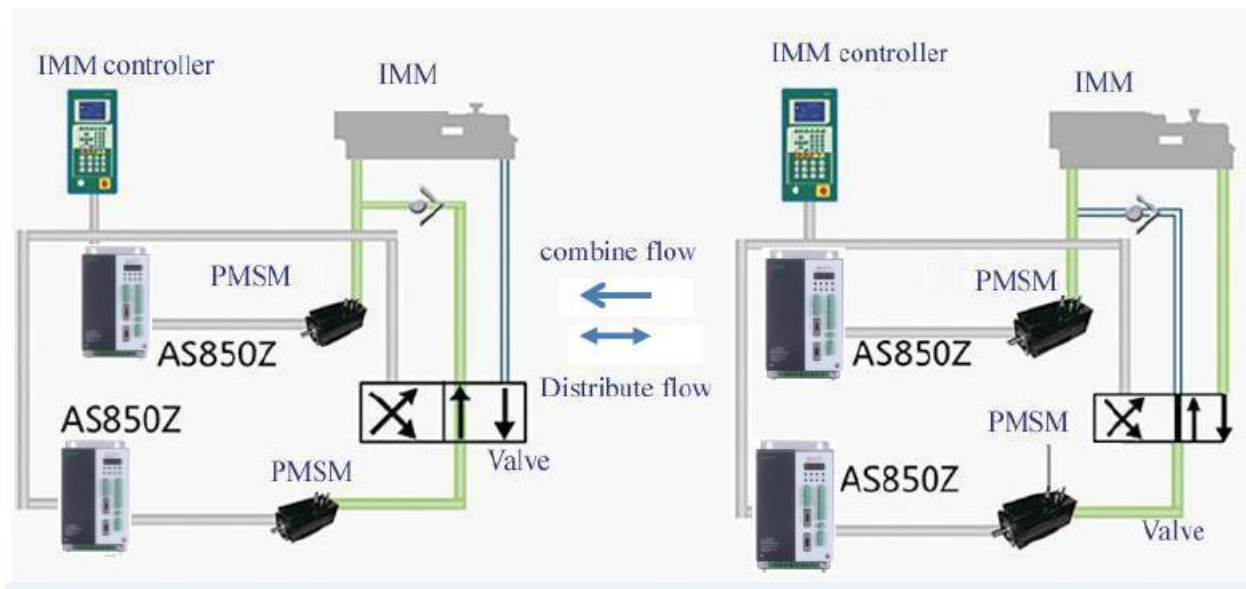 IMM controller
IMM
PMSM
AS850Z
AS850Z
PMSM
Valve
combine flow
Distribute flow
IMM controller
IMM
PMSM
AS850Z
PMSM
AS850Z
Valve